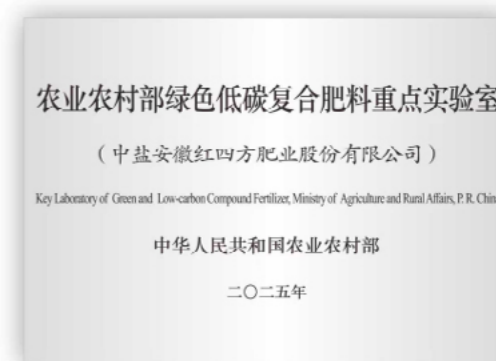 农业农村部绿色低碳复合肥料重点实验室
（中盐安徽红四方肥业股份有限公司）
Key Laboratory of Green and Low-carbon Compound Fertilizer, Ministry of Agriculture and Rural Affairs, P. R. Chin
中华人民共和国农业农村部
二〇二五年